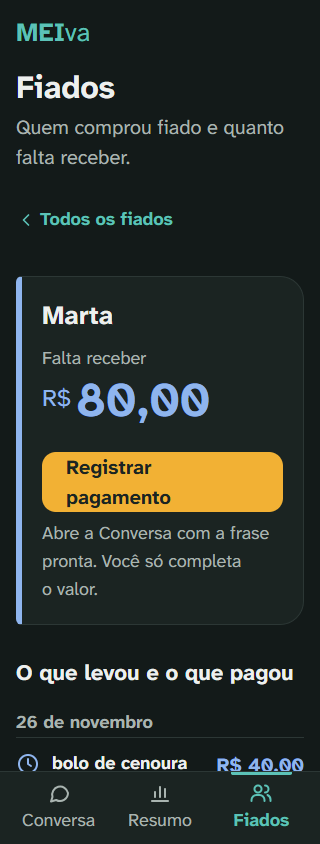 MEIva
Fiados
Quem comprou fiado e quanto
falta receber.
Todos os fiados
Marta
Falta receber
R$ 80,00
Registrar
pagamento
Abre a Conversa com a frase
pronta. Você só completa
o valor.
O que levou e o que pagou
26 de novembro
bolo de cenoura R$ 40,00
Conversa Resumo Fiados